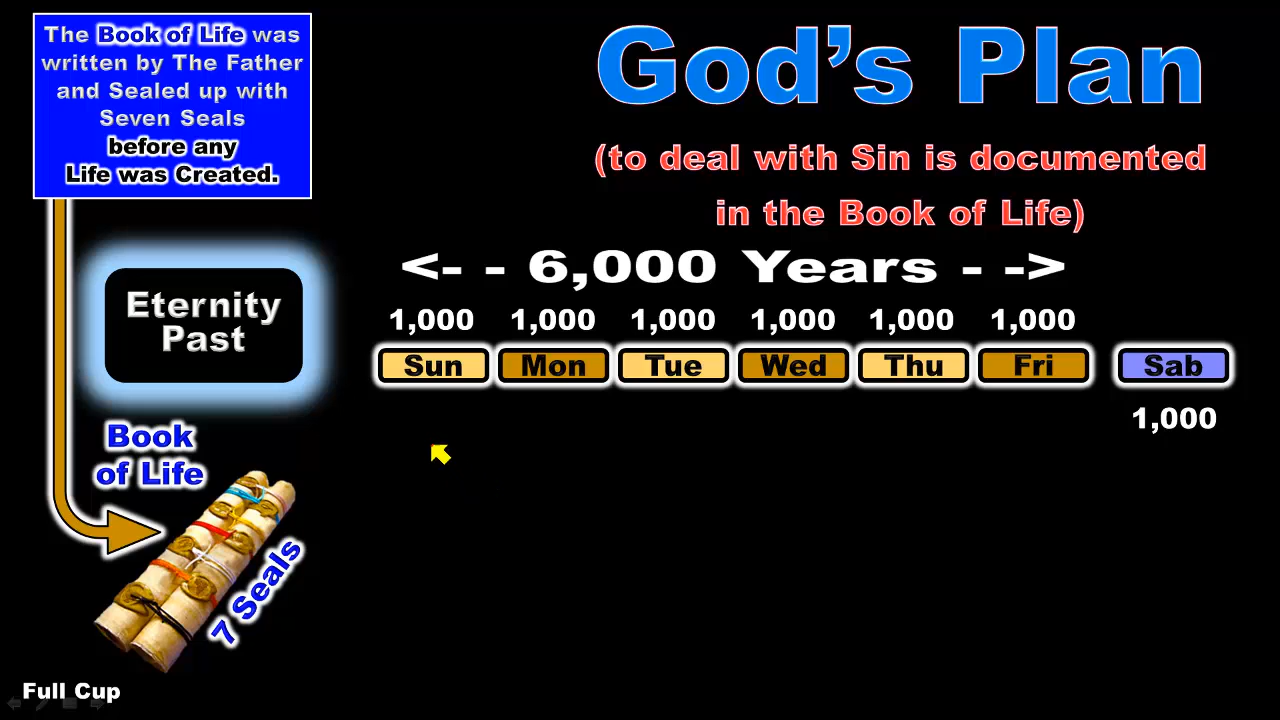 The Book of Life was
written by The Father
and Sealed up with
Seven Seals
before any
Life was Created.
God's Plan
(to deal with Sin is documented
in the Book of Life)
<- - 6,000 Years - ->
1,000 1,000 1,000 1,000 1,000 1,000
Sun Mon Tue Wed Thu Fri Sab
1,000
Eternity
Past
Book
of Life
7 Seals
Full Cup